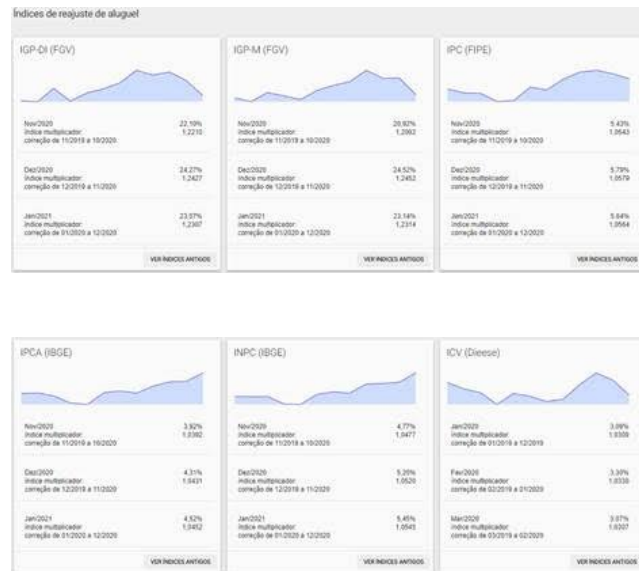 Índices de reajuste de aluguel
IGP-DI (FGV)
Nov/2020 22,10%
índice multiplicador 1,2210
correção de 11/2019 a 10/2020
Dez/2020 24,27%
índice multiplicador 1,2427
correção de 12/2019 a 11/2020
Jan/2021 23,07%
índice multiplicador 1,2307
correção de 01/2020 a 12/2020
VER ÍNDICES ANTIGOS
IGP-M (FGV)
Nov/2020 20,92%
índice multiplicador 1,2092
correção de 11/2019 a 10/2020
Dez/2020 24,52%
índice multiplicador 1,2452
correção de 12/2019 a 11/2020
Jan/2021 23,14%
índice multiplicador 1,2314
correção de 01/2020 a 12/2020
VER ÍNDICES ANTIGOS
IPC (FIPE)
Nov/2020 5,43%
índice multiplicador 1,0543
correção de 11/2019 a 10/2020
Dez/2020 5,79%
índice multiplicador 1,0579
correção de 12/2019 a 11/2020
Jan/2021 5,64%
índice multiplicador 1,0564
correção de 01/2020 a 12/2020
VER ÍNDICES ANTIGOS
IPCA (IBGE)
Nov/2020 3,92%
índice multiplicador 1,0392
correção de 11/2019 a 10/2020
Dez/2020 4,31%
índice multiplicador 1,0431
correção de 12/2019 a 11/2020
Jan/2021 4,52%
índice multiplicador 1,0452
correção de 01/2020 a 12/2020
VER ÍNDICES ANTIGOS
INPC (IBGE)
Nov/2020 4,77%
índice multiplicador 1,0477
correção de 11/2019 a 10/2020
Dez/2020 5,20%
índice multiplicador 1,0520
correção de 12/2019 a 11/2020
Jan/2021 5,45%
índice multiplicador 1,0545
correção de 01/2020 a 12/2020
VER ÍNDICES ANTIGOS
ICV (Dieese)
Jan/2020 3,09%
índice multiplicador 1,0309
correção de 01/2019 a 12/2019
Fev/2020 3,30%
índice multiplicador 1,0330
correção de 02/2019 a 01/2020
Mar/2020 3,07%
índice multiplicador 1,0307
correção de 03/2019 a 02/2020
VER ÍNDICES ANTIGOS